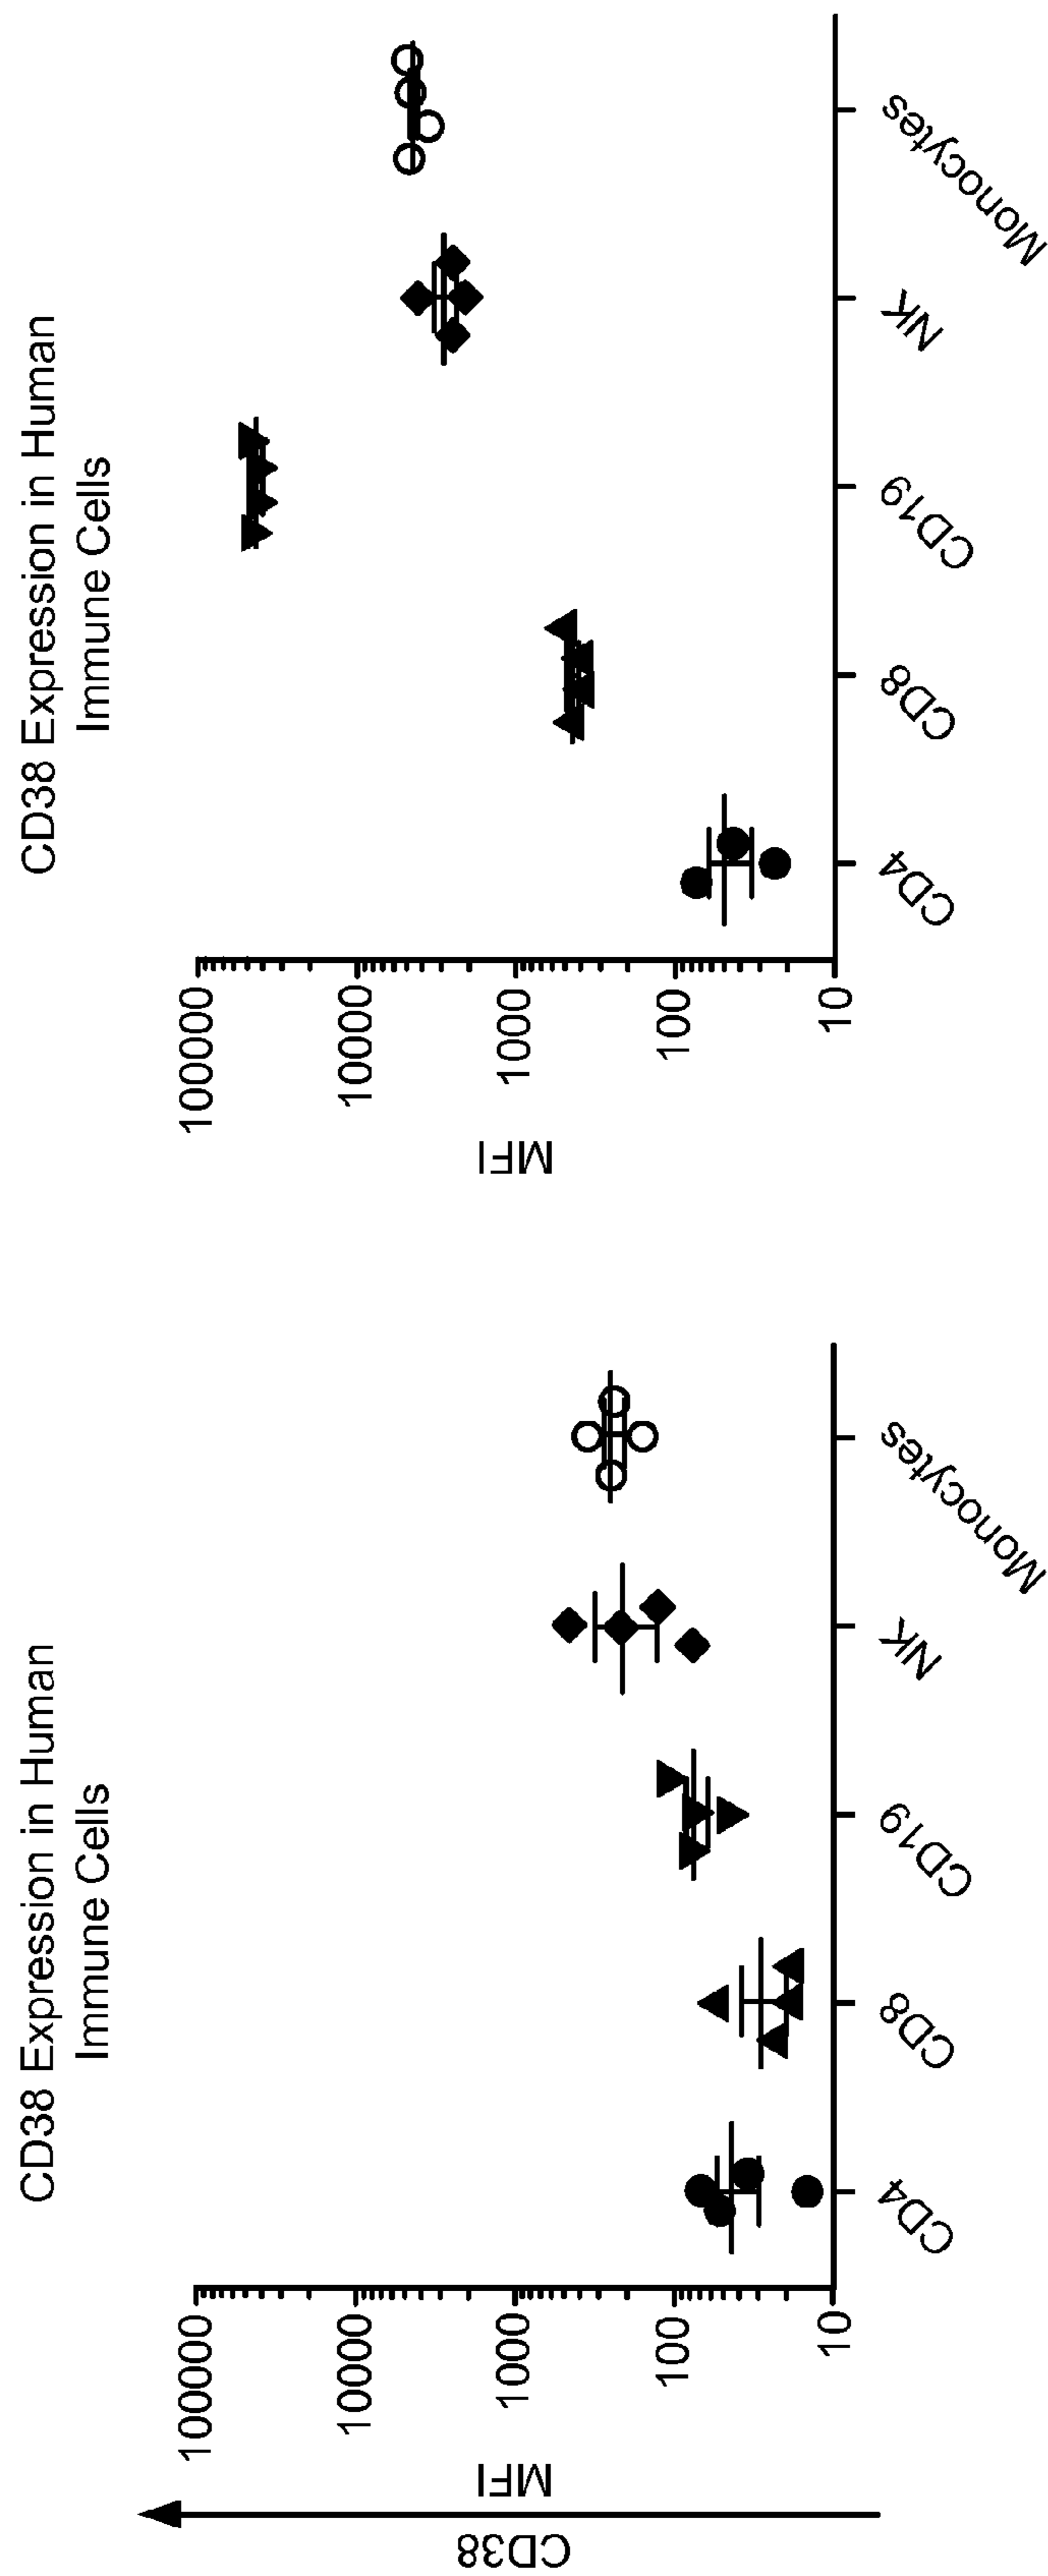 CD38 Expression in Human
Immune Cells
CD38
MFI
100000
10000
1000
100
10
CD4
CD8
CD19
NK
Monocytes
CD38 Expression in Human
Immune Cells
MFI
100000
10000
1000
100
10
CD4
CD8
CD19
NK
Monocytes